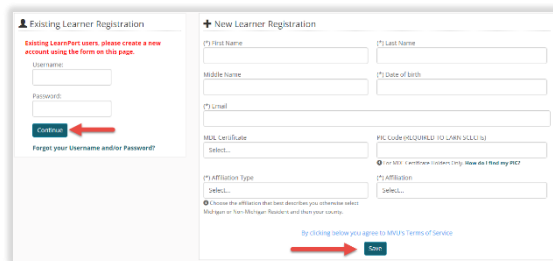 Existing Learner Registration
Existing LearnPort users, please create a new
account using the form on this page.
Username:
Password:
Continue
Forgot your Username and/or Password?
New Learner Registration
(*) First Name
(*) Last Name
Middle Name
(*) Date of birth
(*) Email
MDE Certificate
PIC Code (REQUIRED TO EARN SCECHs)
Select...
For MDE Certificate Holders Only. How do I find my PIC?
(*) Affiliation Type
(*) Affiliation
Select...
Select...
Choose the affiliation that best describes you otherwise select
Michigan or Non-Michigan Resident and then your county.
By clicking below you agree to MVU's Terms of Service
Save